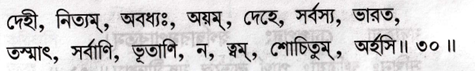 দেহী, নিত্যম্, অবধ্যঃ, অয়ম্, দেহে, সর্বস্য, ভারত,
তস্মাৎ, সর্বাণি, ভূতানি, ন, ত্বম্, শোচিতুম্, অর্হসি॥ ৩০ ॥